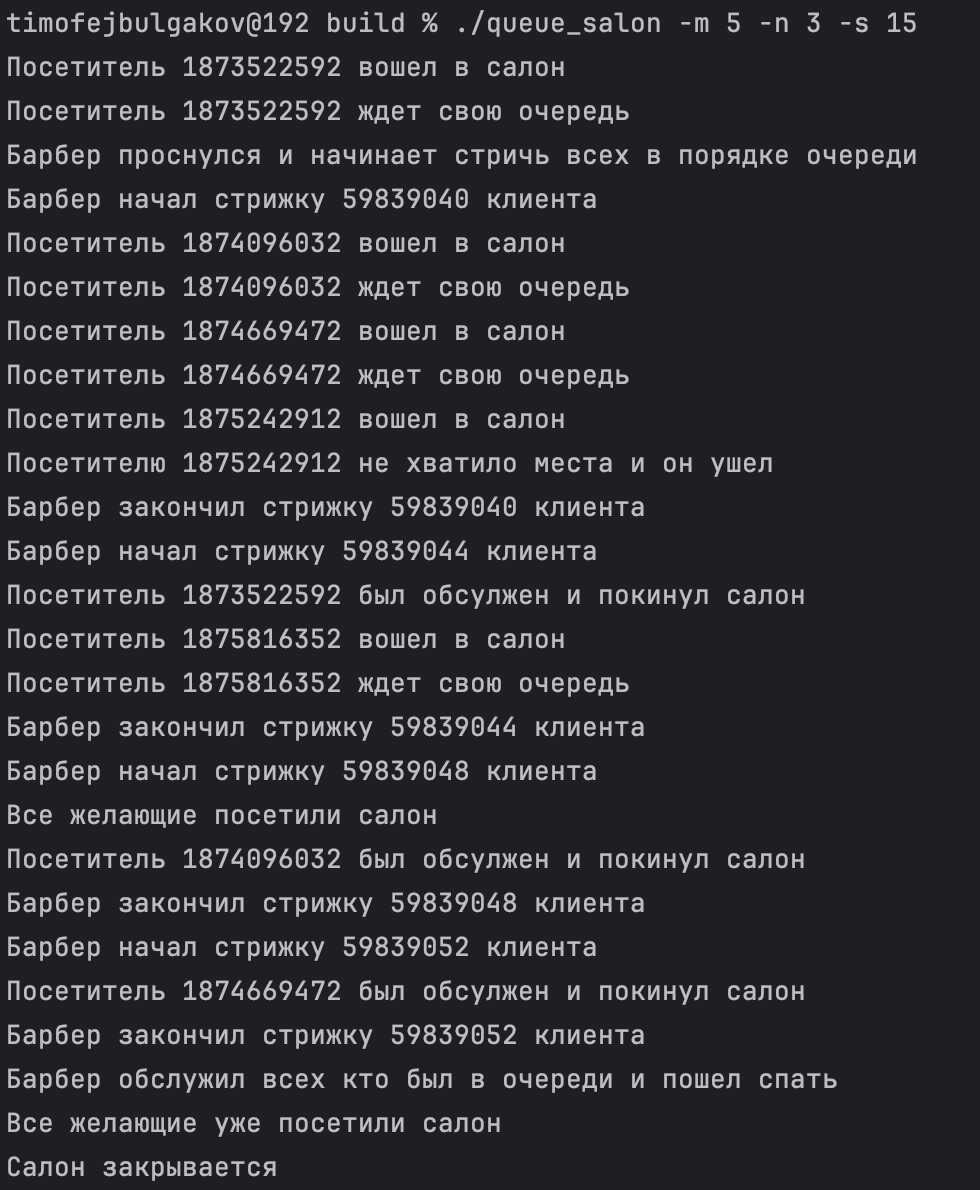 timofejbulgakov@192 build % ./queue_salon -m 5 -n 3 -s 15
Посетитель 1873522592 вошел в салон
Посетитель 1873522592 ждет свою очередь
Барбер проснулся и начинает стричь всех в порядке очереди
Барбер начал стрижку 59839040 клиента
Посетитель 1874096032 вошел в салон
Посетитель 1874096032 ждет свою очередь
Посетитель 1874669472 вошел в салон
Посетитель 1874669472 ждет свою очередь
Посетитель 1875242912 вошел в салон
Посетителю 1875242912 не хватило места и он ушел
Барбер закончил стрижку 59839040 клиента
Барбер начал стрижку 59839044 клиента
Посетитель 1873522592 был обсулжен и покинул салон
Посетитель 1875816352 вошел в салон
Посетитель 1875816352 ждет свою очередь
Барбер закончил стрижку 59839044 клиента
Барбер начал стрижку 59839048 клиента
Все желающие посетили салон
Посетитель 1874096032 был обсулжен и покинул салон
Барбер закончил стрижку 59839048 клиента
Барбер начал стрижку 59839052 клиента
Посетитель 1874669472 был обсулжен и покинул салон
Барбер закончил стрижку 59839052 клиента
Барбер обслужил всех кто был в очереди и пошел спать
Все желающие уже посетили салон
Салон закрывается